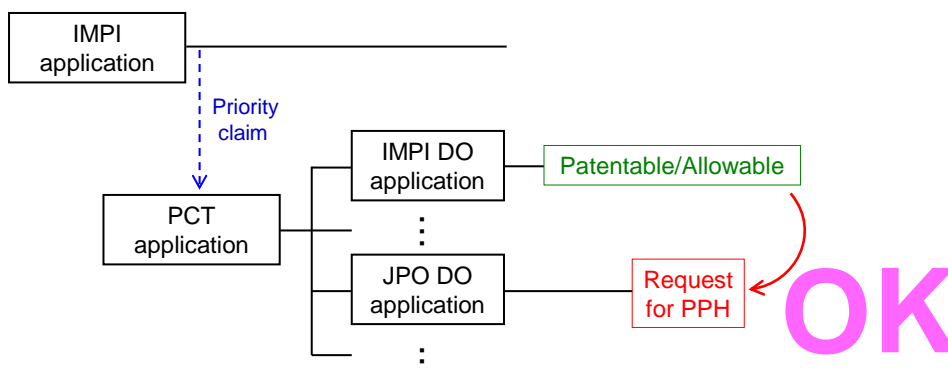 IMPI
application
Priority
claim
IMPI DO
application
Patentable/Allowable
PCT
application
JPO DO
application
Request
for PPH
OK